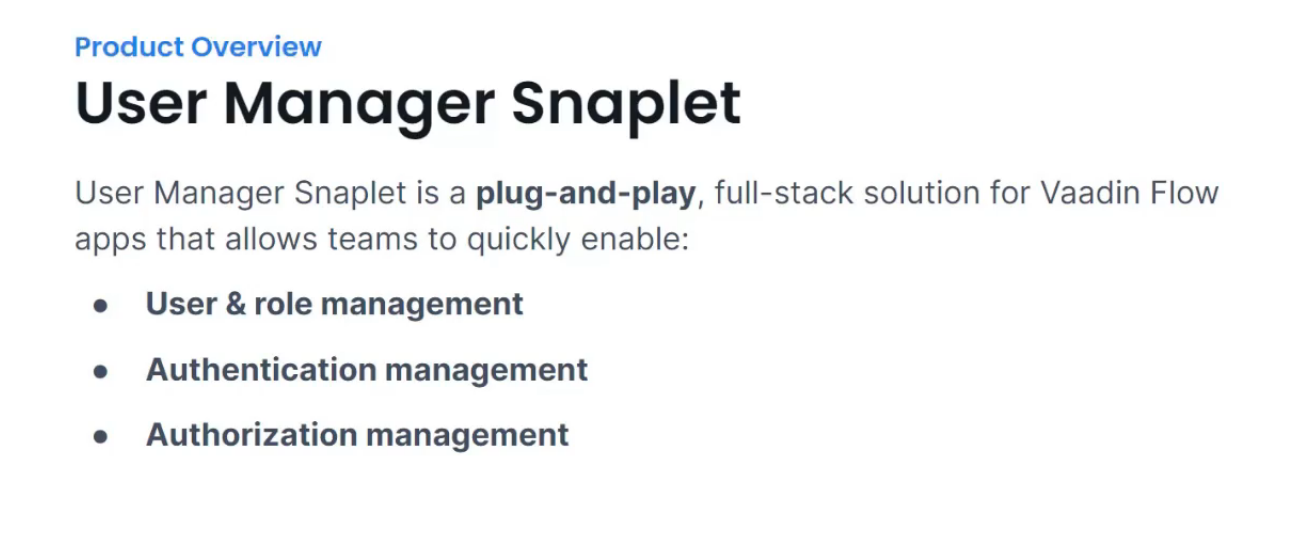 Product Overview
User Manager Snaplet
User Manager Snaplet is a plug-and-play, full-stack solution for Vaadin Flow
apps that allows teams to quickly enable:
● User & role management
● Authentication management
● Authorization management